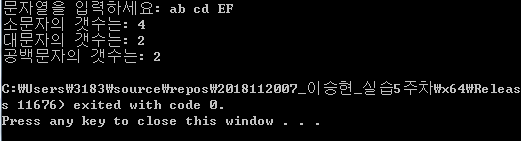 문자열을 입력하세요: ab cd EF
소문자의 갯수는: 4
대문자의 갯수는: 2
공백문자의 갯수는: 2
C:₩Users₩3183₩source₩repos₩2018112007_이승현_실습5주차₩x64₩Releas
s 11676) exited with code 0.
Press any key to close this window . . .